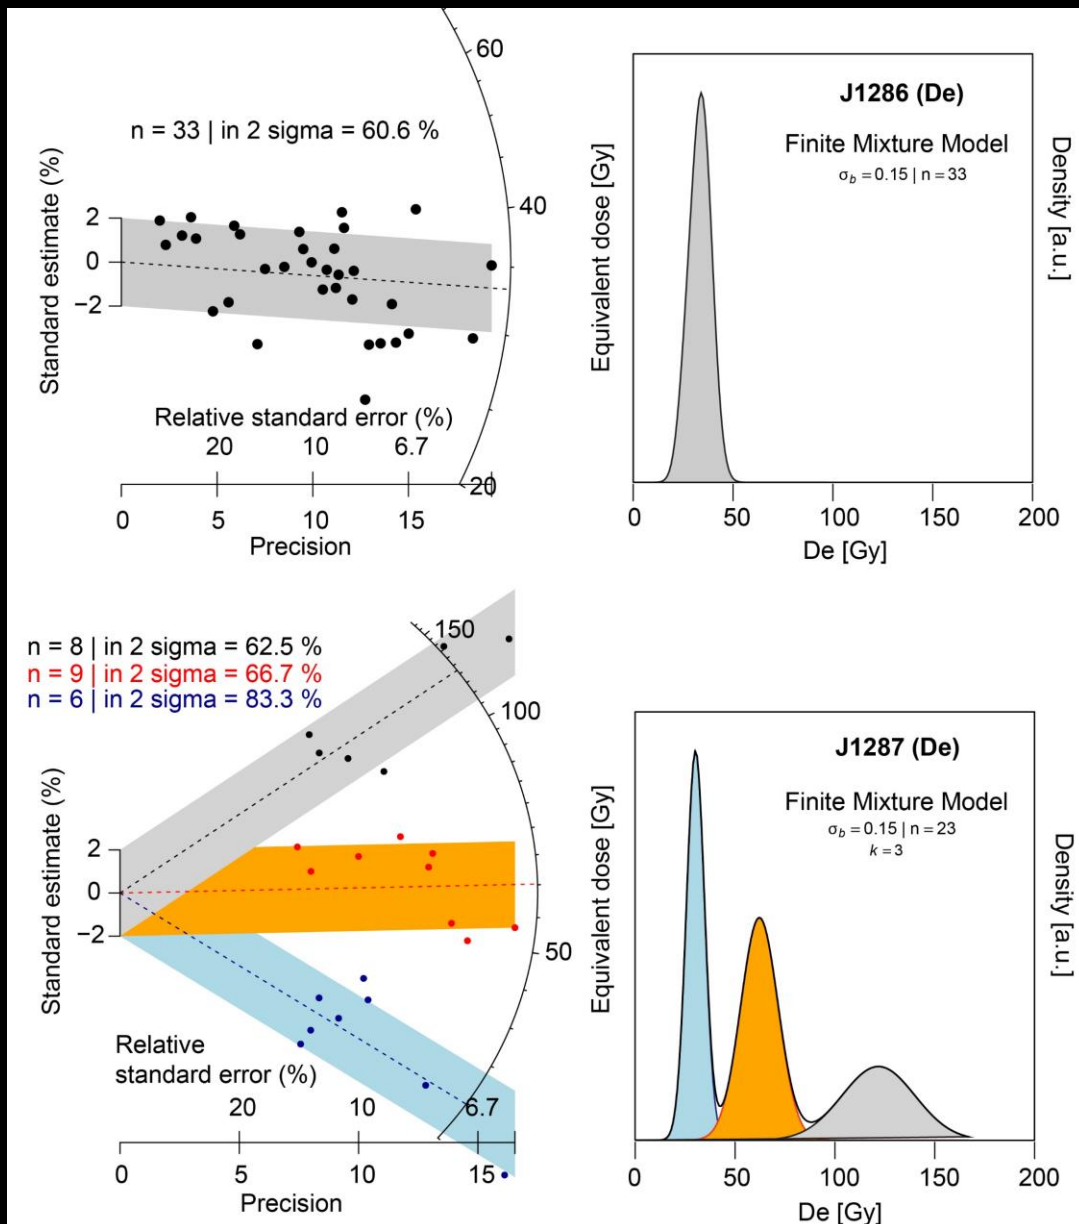 60
n = 33 | in 2 sigma = 60.6 %
40
Standard estimate (%)
2
0
−2
Relative standard error (%)
20 10 6.7
20
0 5 10 15
Precision
J1286 (De)
Finite Mixture Model
σb = 0.15 | n = 33
Equivalent dose [Gy]
Density [a.u.]
0 50 100 150 200
De [Gy]
n = 8 | in 2 sigma = 62.5 %
n = 9 | in 2 sigma = 66.7 %
n = 6 | in 2 sigma = 83.3 %
150
100
50
Standard estimate (%)
2
0
−2
Relative
standard error (%)
20 10 6.7
0 5 10 15
Precision
J1287 (De)
Finite Mixture Model
σb = 0.15 | n = 23
k = 3
Equivalent dose [Gy]
Density [a.u.]
0 50 100 150 200
De [Gy]